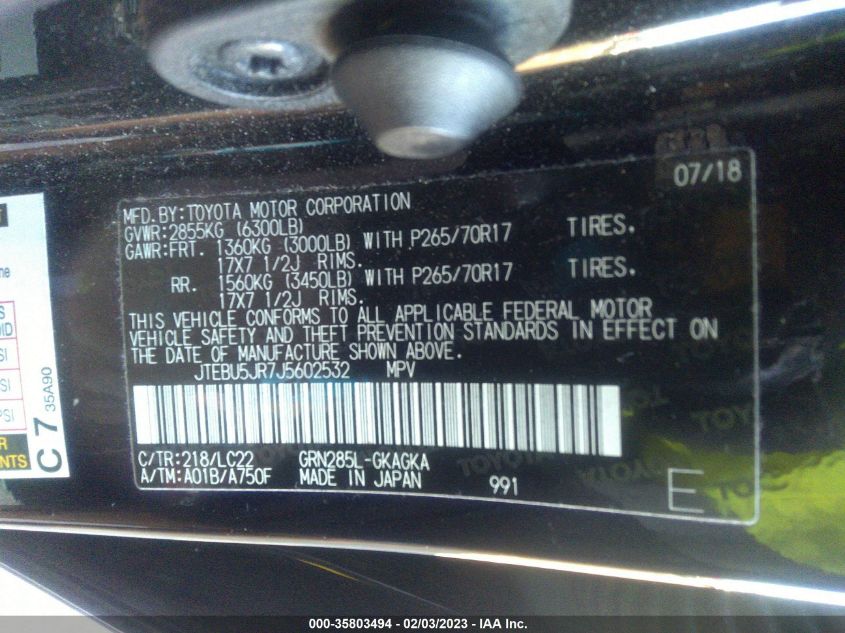 07/18
MFD.BY:TOYOTA MOTOR CORPORATION
GVWR:2855KG (6300LB)
GAWR:FRT. 1360KG (3000LB) WITH P265/70R17 TIRES.
17X7 1/2J RIMS.
RR. 1560KG (3450LB) WITH P265/70R17 TIRES.
17X7 1/2J RIMS.
THIS VEHICLE CONFORMS TO ALL APPLICABLE FEDERAL MOTOR
VEHICLE SAFETY AND THEFT PREVENTION STANDARDS IN EFFECT ON
THE DATE OF MANUFACTURE SHOWN ABOVE.
JTEBU5JR7J5602532 MPV
C/TR:218/LC22 GRN285L-GKAGKA
A/TM:A01B/A750F MADE IN JAPAN 991
E
C 7 35A90
000-35803494 - 02/03/2023 - IAA Inc.